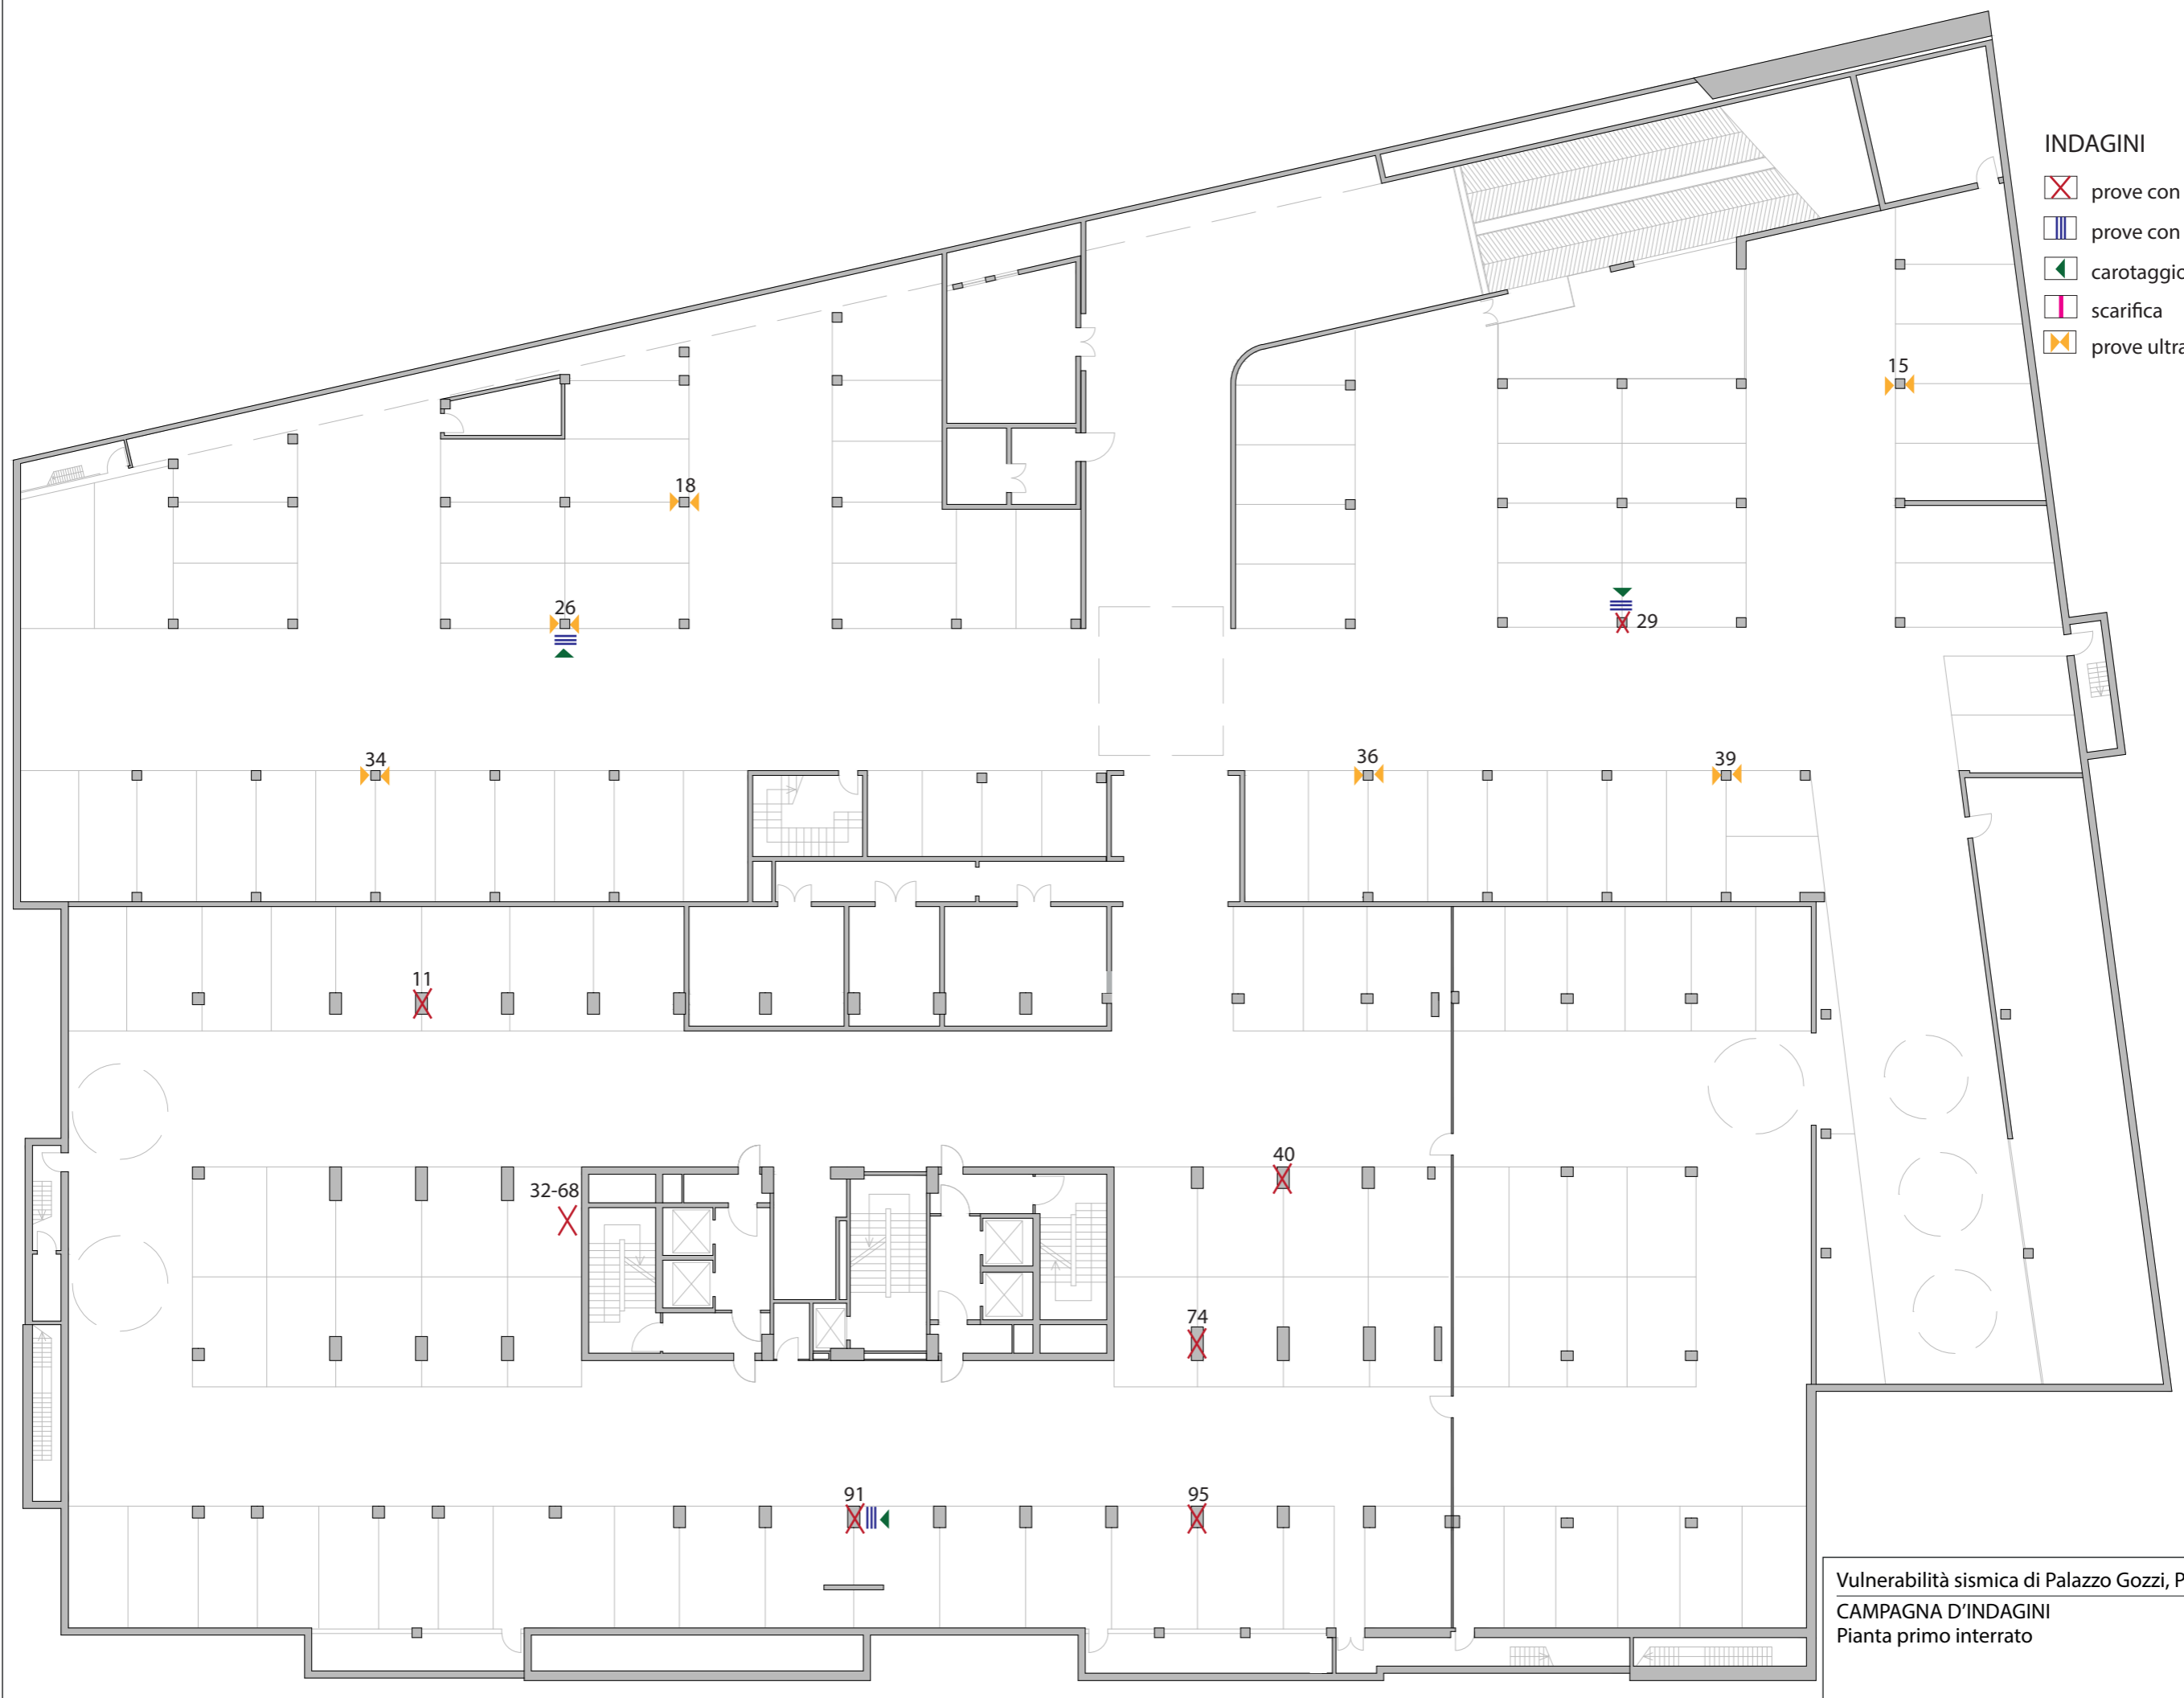 INDAGINI
prove con
prove con
carotaggio
scarifica
prove ultra
15
18
26
29
34
36
39
11
40
32-68
74
91
95
Vulnerabilità sismica di Palazzo Gozzi, P
CAMPAGNA D'INDAGINI
Pianta primo interrato